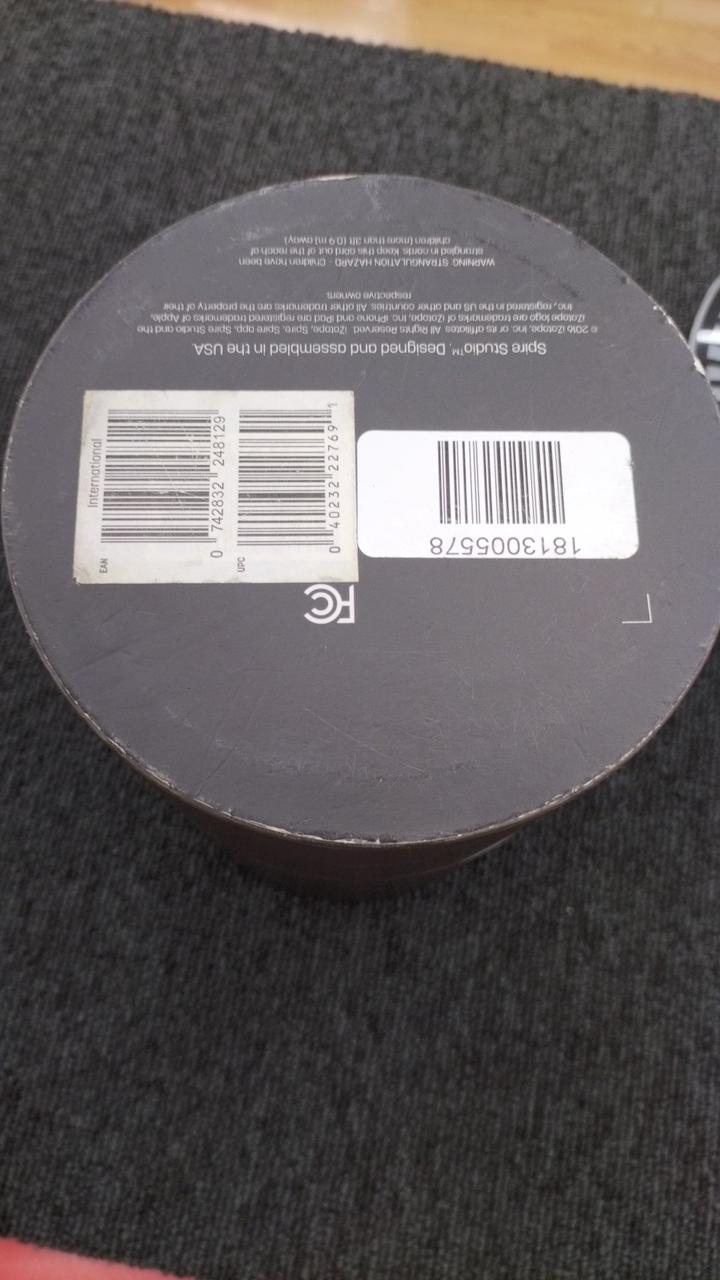 Spire Studio™. Designed and assembled in the USA.
© 2016 iZotope, Inc. or its affiliates. All Rights Reserved. iZotope, Spire, Spire app, Spire Studio and the
iZotope logo are trademarks of iZotope, Inc. iPhone and iPad are registered trademarks of Apple,
Inc., registered in the US and other countries. All other trademarks are the property of their
respective owners.
WARNING: STRANGULATION HAZARD - Children have been
strangled in cords. Keep this cord out of the reach of
children (more than 3ft (0.9 m) away).
1813005578
FC
UPC
0 40232 22769 1
EAN
0 742832 248129
International